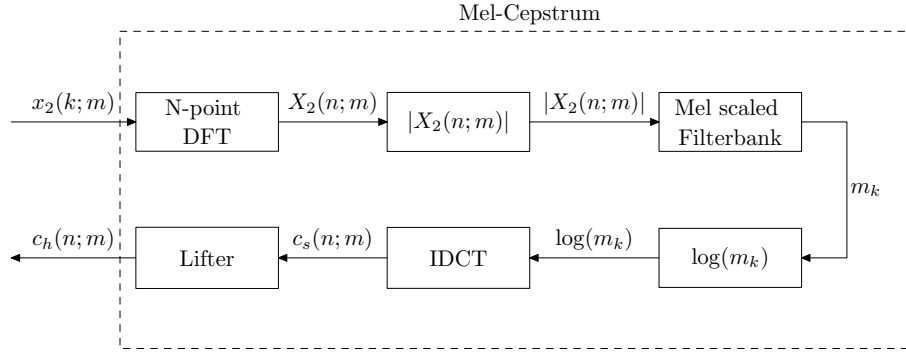 Mel-Cepstrum
x₂(k; m)
N-point
DFT
X₂(n; m)
|X₂(n; m)|
|X₂(n; m)|
Mel scaled
Filterbank
mₖ
cₕ(n; m)
Lifter
cₛ(n; m)
IDCT
log(mₖ)
log(mₖ)